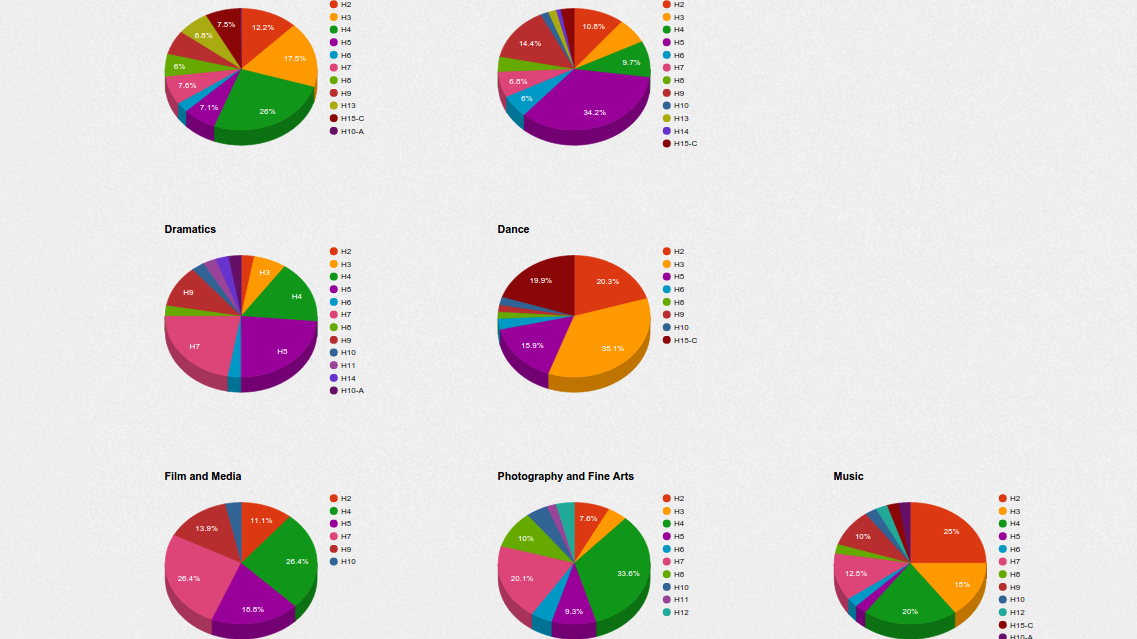 7.5%
12.2%
6.8%
17.5%
6%
7.6%
7.1%
26%
H2
H3
H4
H5
H6
H7
H8
H9
H13
H15-C
H10-A
10.8%
14.4%
9.7%
6.8%
6%
34.2%
H2
H3
H4
H5
H6
H7
H8
H9
H10
H13
H14
H15-C
Dramatics
H3
H9
H4
H7
H5
H2
H3
H4
H5
H6
H7
H8
H9
H10
H11
H14
H10-A
Dance
19.9%
20.3%
15.9%
35.1%
H2
H3
H5
H6
H8
H9
H10
H15-C
Film and Media
11.1%
13.9%
26.4%
26.4%
18.8%
H2
H4
H5
H7
H9
H10
Photography and Fine Arts
7.6%
10%
33.6%
20.1%
9.3%
H2
H3
H4
H5
H6
H7
H8
H10
H11
H12
Music
25%
10%
12.5%
15%
20%
H2
H3
H4
H5
H6
H7
H8
H9
H10
H12
H15-C
H10-A